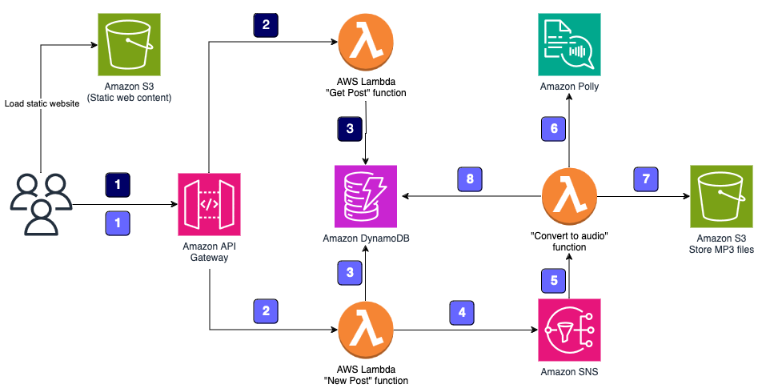 2
Amazon S3
(Static web content)
AWS Lambda
"Get Post" function
Amazon Polly
Load static website
3
6
1
1
8
7
Amazon API
Gateway
Amazon DynamoDB
"Convert to audio"
function
Amazon S3
Store MP3 files
3
5
2
4
AWS Lambda
"New Post" function
Amazon SNS